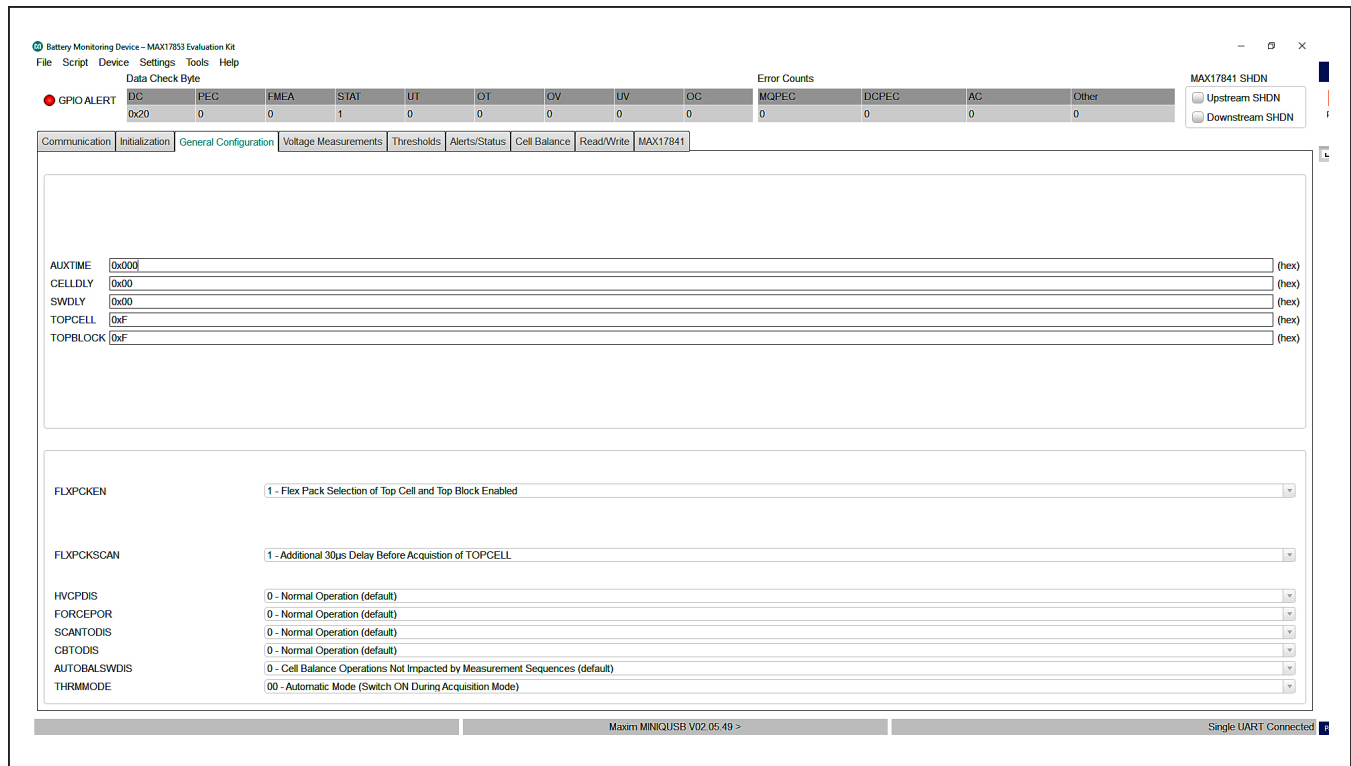 Battery Monitoring Device – MAX17853 Evaluation Kit
File Script Device Settings Tools Help
Data Check Byte Error Counts MAX17841 SHDN
GPIO ALERT DC PEC FMEA STAT UT OT OV UV OC MQPEC DCPEC AC Other Upstream SHDN
0x20 0 0 1 0 0 0 0 0 0 0 0 0 Downstream SHDN
Communication Initialization General Configuration Voltage Measurements Thresholds Alerts/Status Cell Balance Read/Write MAX17841
AUXTIME 0x000 (hex)
CELLDLY 0x00 (hex)
SWDLY 0x00 (hex)
TOPCELL 0xF (hex)
TOPBLOCK 0xF (hex)
FLXPCKEN 1 - Flex Pack Selection of Top Cell and Top Block Enabled
FLXPCKSCAN 1 - Additional 30µs Delay Before Acquistion of TOPCELL
HVCPDIS 0 - Normal Operation (default)
FORCEPOR 0 - Normal Operation (default)
SCANTODIS 0 - Normal Operation (default)
CBTODIS 0 - Normal Operation (default)
AUTOBALSWDIS 0 - Cell Balance Operations Not Impacted by Measurement Sequences (default)
THRMMODE 00 - Automatic Mode (Switch ON During Acquisition Mode)
Maxim MINIQUSB V02.05.49 > Single UART Connected